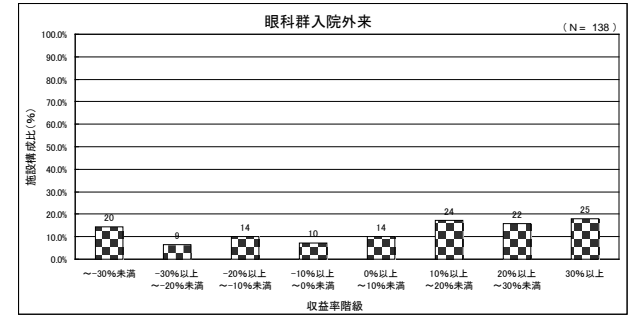 眼科群入院外来
(N= 138)
100.0%
90.0%
80.0%
70.0%
60.0%
50.0%
40.0%
30.0%
20.0%
10.0%
0.0%
施設構成比(%)
20
9
14
10
14
24
22
25
~-30%未満
-30%以上
~-20%未満
-20%以上
~-10%未満
-10%以上
~0%未満
0%以上
~10%未満
10%以上
~20%未満
20%以上
~30%未満
30%以上
収益率階級